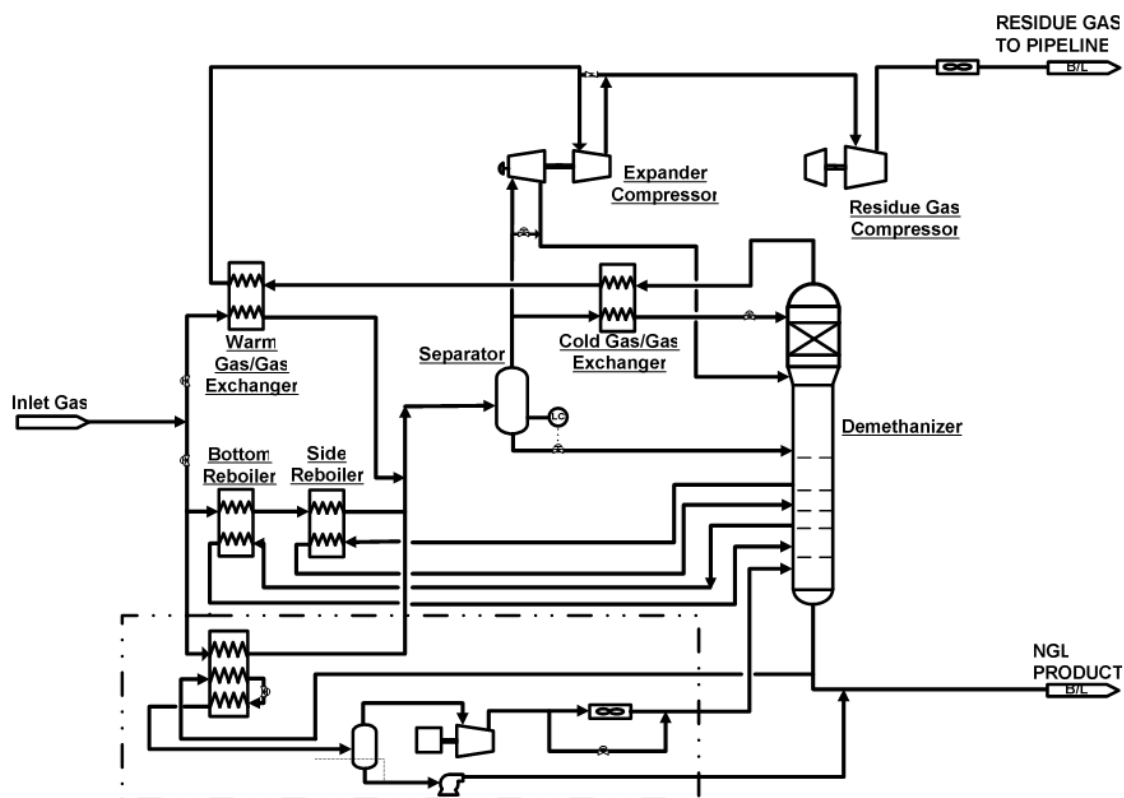 RESIDUE GAS
TO PIPELINE
B/L
Expander
Compressor
Residue Gas
Compressor
Warm
Gas/Gas
Exchanger
Separator
Cold Gas/Gas
Exchanger
Inlet Gas
LC
Demethanizer
Bottom
Reboiler
Side
Reboiler
NGL
PRODUCT
B/L